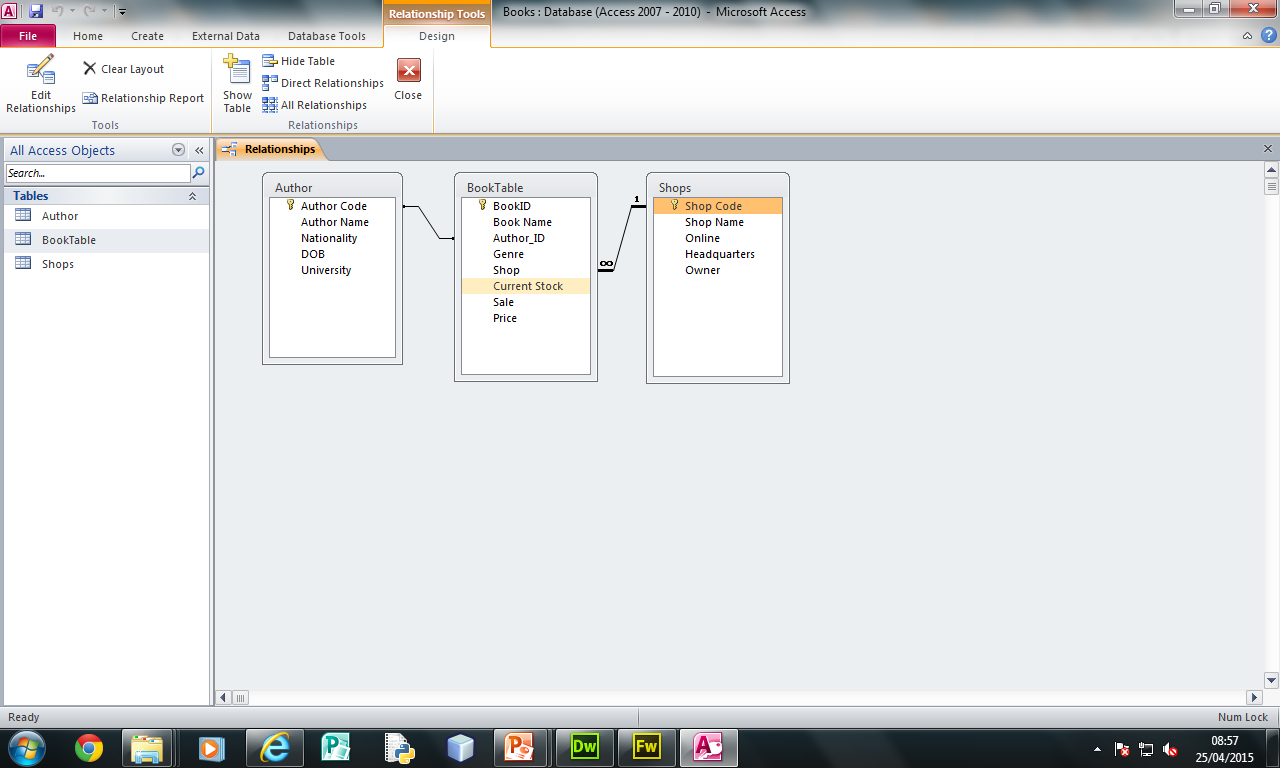 Relationship Tools
Books : Database (Access 2007 - 2010) - Microsoft Access
File Home Create External Data Database Tools Design
Edit Relationships
Clear Layout
Relationship Report
Tools
Show Table
Hide Table
Direct Relationships
All Relationships
Close
Relationships
All Access Objects
Search...
Tables
Author
BookTable
Shops
Relationships
Author
Author Code
Author Name
Nationality
DOB
University
BookTable
BookID
Book Name
Author_ID
Genre
Shop
Current Stock
Sale
Price
∞
1
Shops
Shop Code
Shop Name
Online
Headquarters
Owner
Ready
Num Lock
Dw
Fw
08:57
25/04/2015